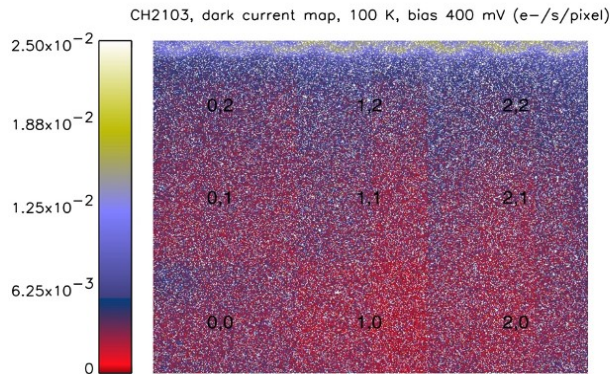 CH2103, dark current map, 100 K, bias 400 mV (e-/s/pixel)
2.50x10⁻²
1.88x10⁻²
1.25x10⁻²
6.25x10⁻³
0
0,2 1,2 2,2
0,1 1,1 2,1
0,0 1,0 2,0